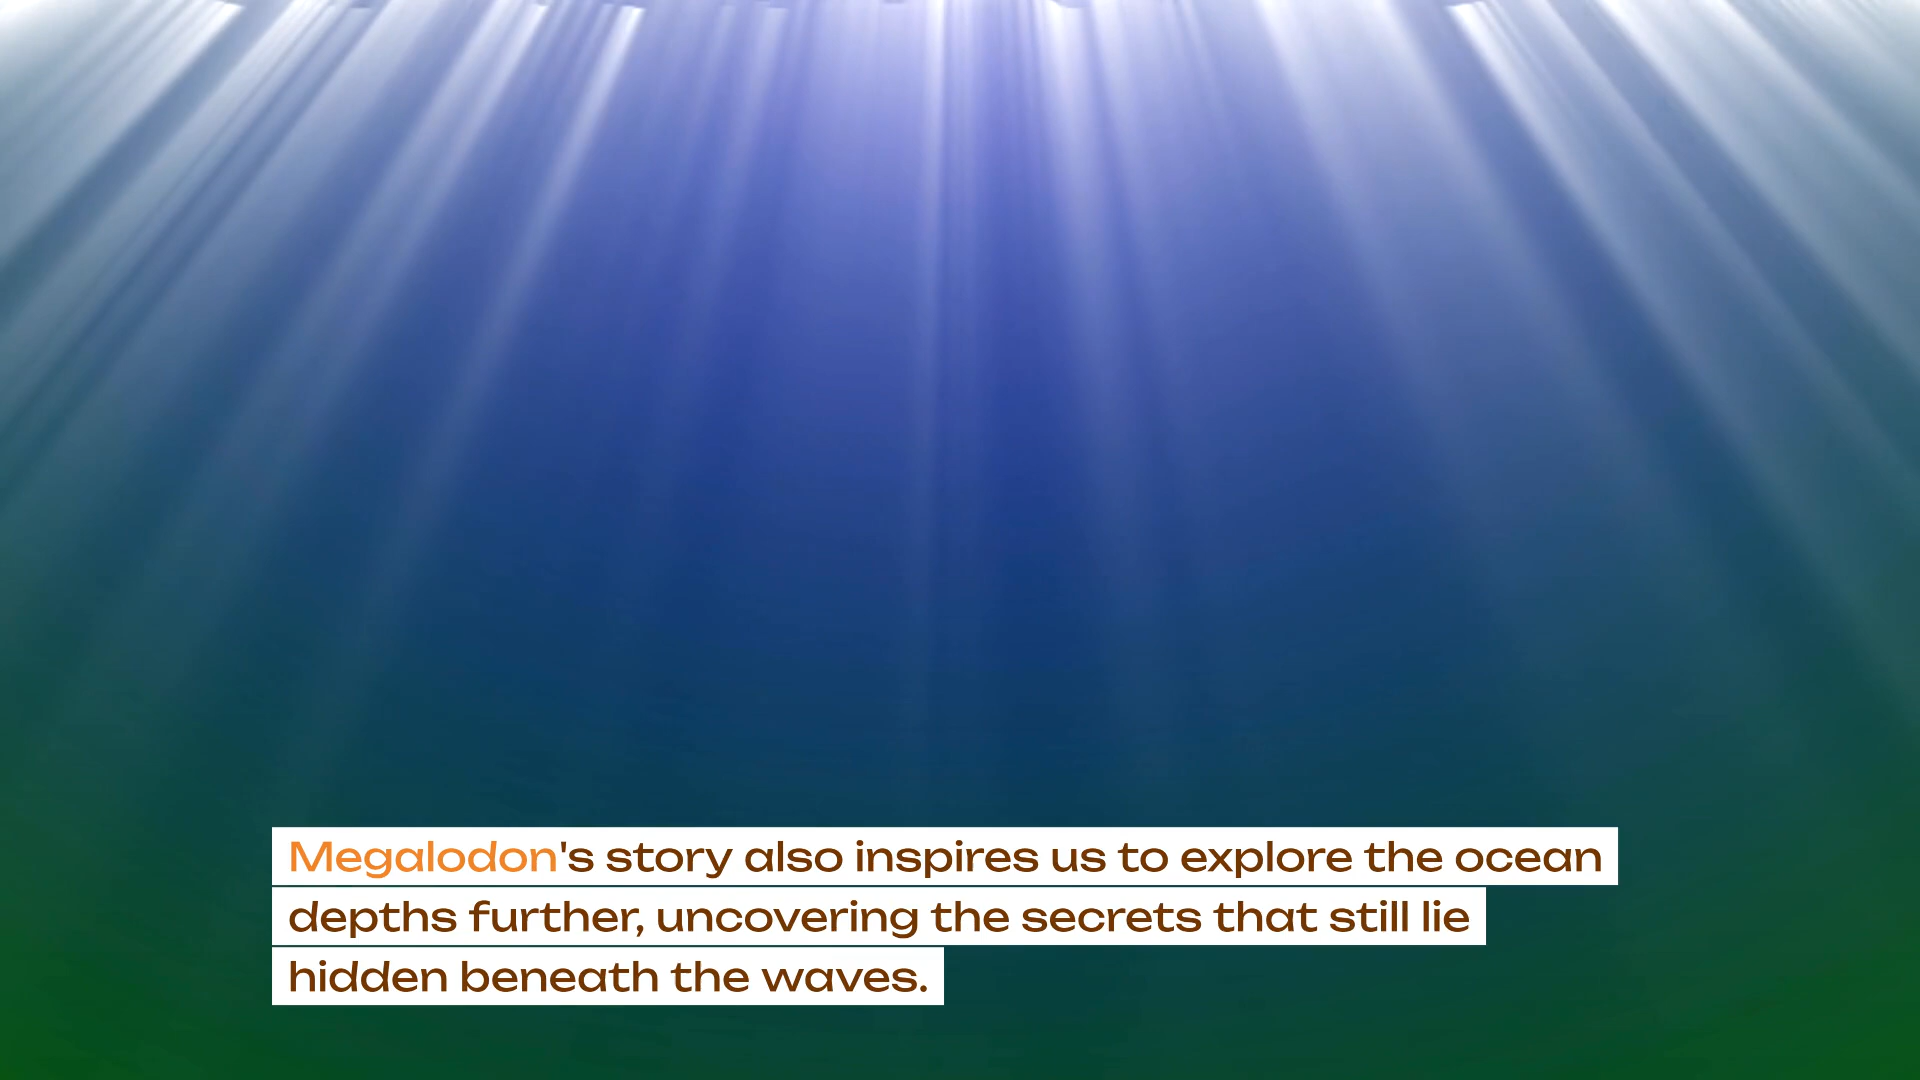 Megalodon's story also inspires us to explore the ocean
depths further, uncovering the secrets that still lie
hidden beneath the waves.